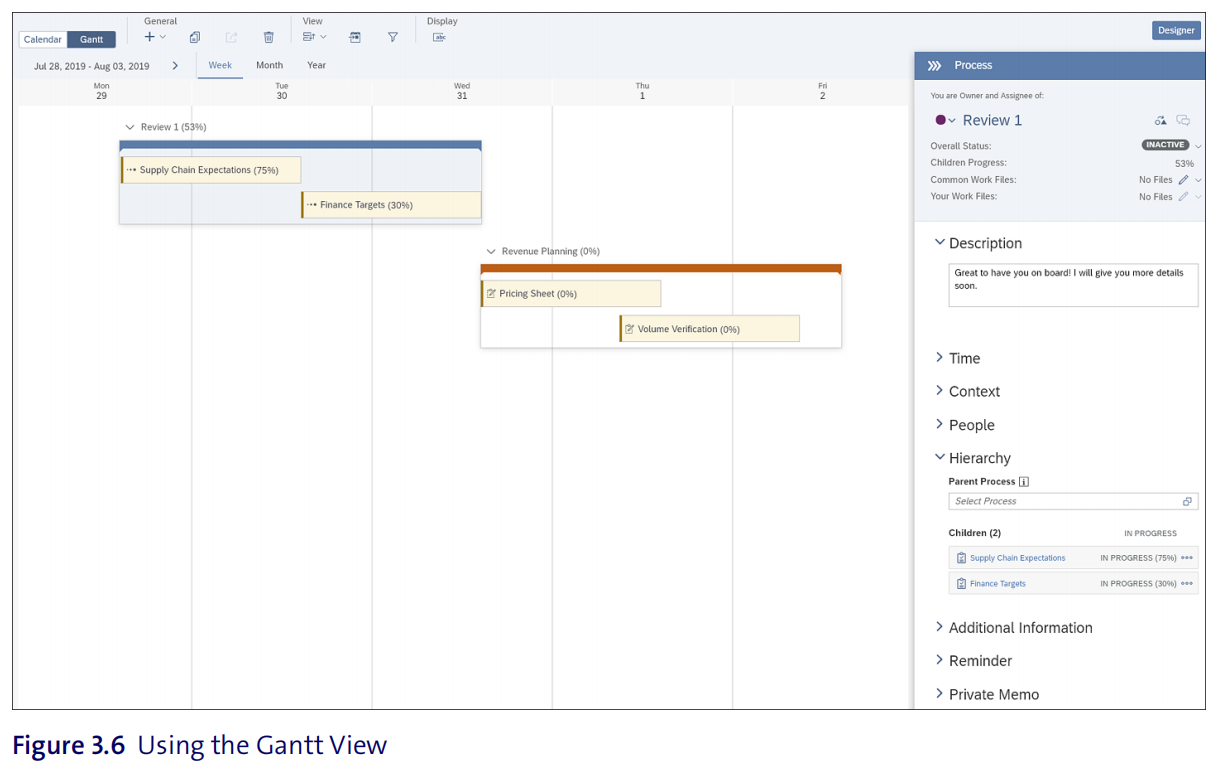 General
View
Display
Calendar
Gantt
abc
Designer
Jul 28, 2019 - Aug 03, 2019
Week
Month
Year
Mon
29
Tue
30
Wed
31
Thu
1
Fri
2
Review 1 (53%)
Supply Chain Expectations (75%)
Finance Targets (30%)
Revenue Planning (0%)
Pricing Sheet (0%)
Volume Verification (0%)
Process
You are Owner and Assignee of:
Review 1
Overall Status: INACTIVE
Children Progress: 53%
Common Work Files: No Files
Your Work Files: No Files
Description
Great to have you on board! I will give you more details
soon.
Time
Context
People
Hierarchy
Parent Process i
Select Process
Children (2) IN PROGRESS
Supply Chain Expectations IN PROGRESS (75%)
Finance Targets IN PROGRESS (30%)
Additional Information
Reminder
Private Memo
Figure 3.6 Using the Gantt View